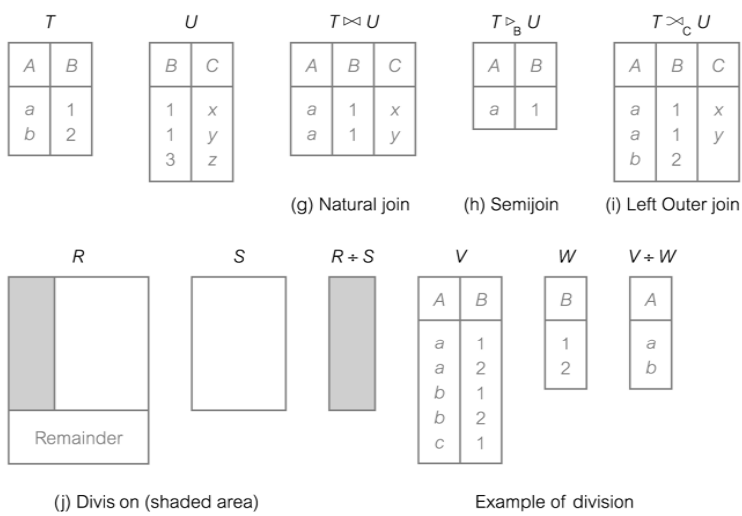 T U T ⋈ U T ▷B U T ⟕C U
A B B C A B C A B A B C
a 1 1 x a 1 x a 1 a 1 x
b 2 1 y a 1 y a 1 y
3 z b 2
(g) Natural join (h) Semijoin (i) Left Outer join
R S R ÷ S V W V ÷ W
A B B A
a 1 1 a
a 2 2 b
b 1
b 2
c 1
Remainder
(j) Divis on (shaded area) Example of division